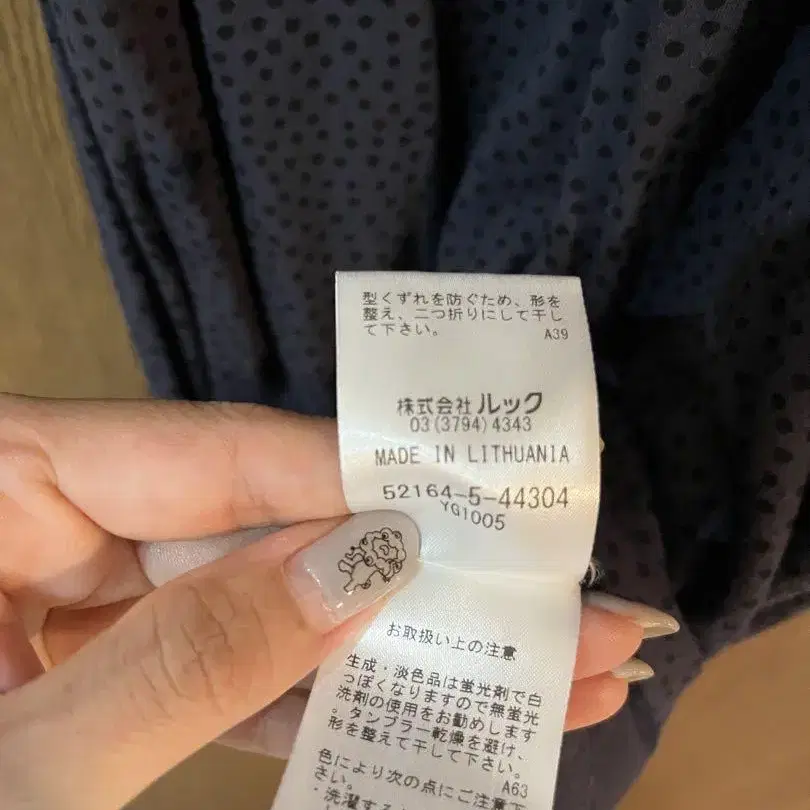 型くずれを防ぐため、形を
整え、二つ折りにして干し
て下さい。
A39
株式会社 ルック
03(3794)4343
MADE IN LITHUANIA
52164-5-44304
YG1005
お取扱い上の注意
生成・淡色品は蛍光剤で白
っぽくなりますので無蛍光
洗剤の使用をお勧めします
。タンブラー乾燥を避け、
形を整えて干して下さい。
A63
色により次の点にご注意下
さい。
・洗濯する